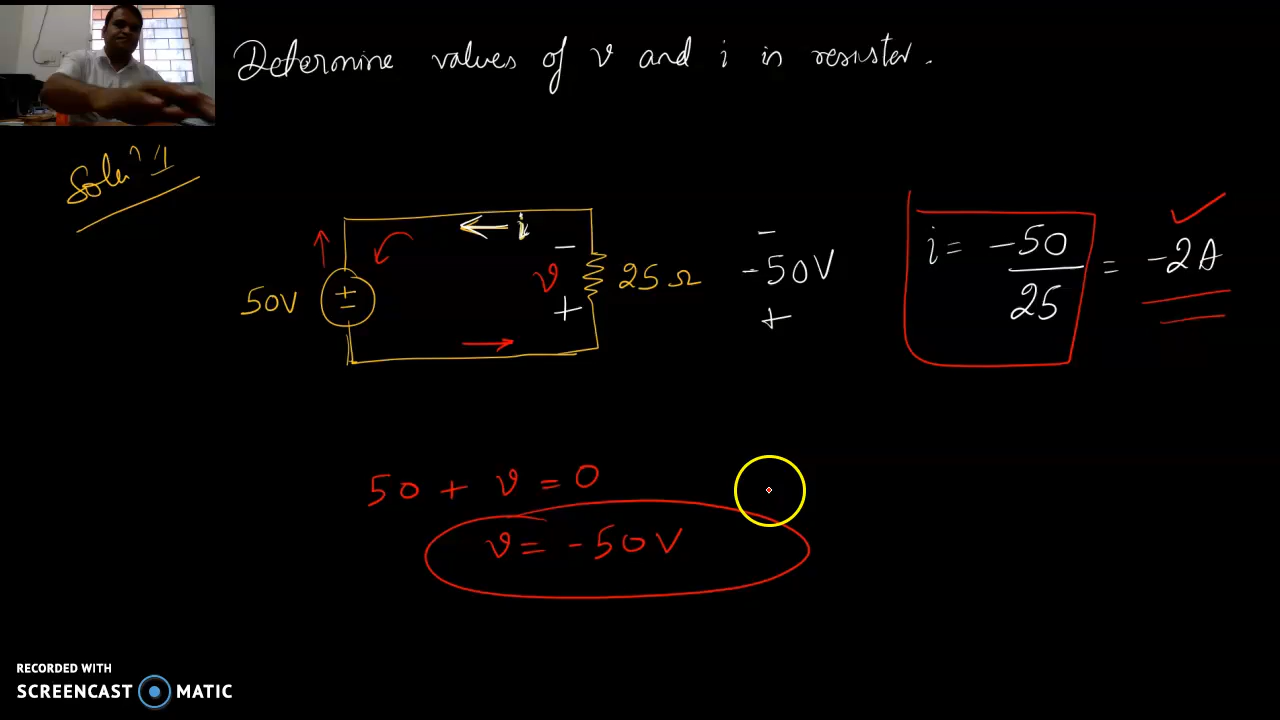 Determine values of v and i in resistor.
Soln: 1
50V
+
-
i
-
v
+
25 Ω
-
-50V
+
i = -50 / 25 = -2A
50 + v = 0
v = -50V
RECORDED WITH
SCREENCAST MATIC